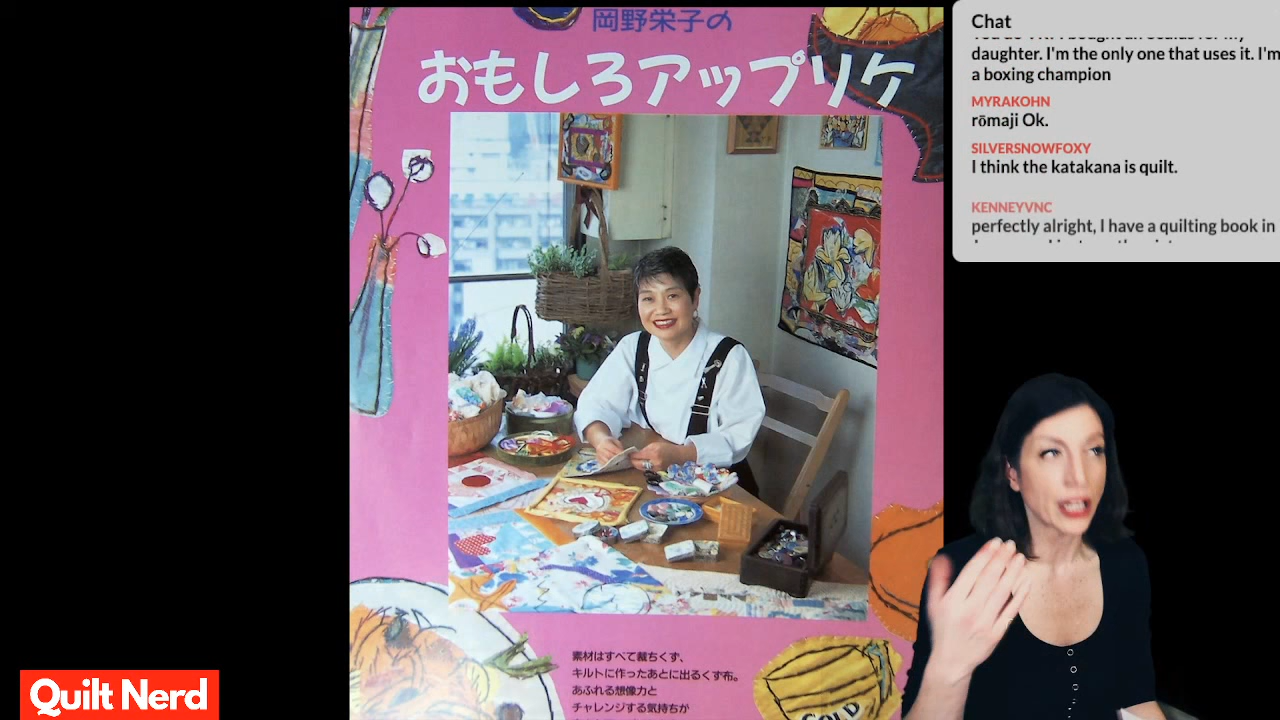 岡野栄子の
おもしろアップリケ
素材はすべて裁ちくず、
キルトに作ったあとに出るくず布。
あふれる想像力と
チャレンジする気持ちが
GOLD
Chat
daughter. I'm the only one that uses it. I'm
a boxing champion
MYRAKOHN
rōmaji Ok.
SILVERSNOWFOXY
I think the katakana is quilt.
KENNEYVNC
perfectly alright, I have a quilting book in
Quilt Nerd